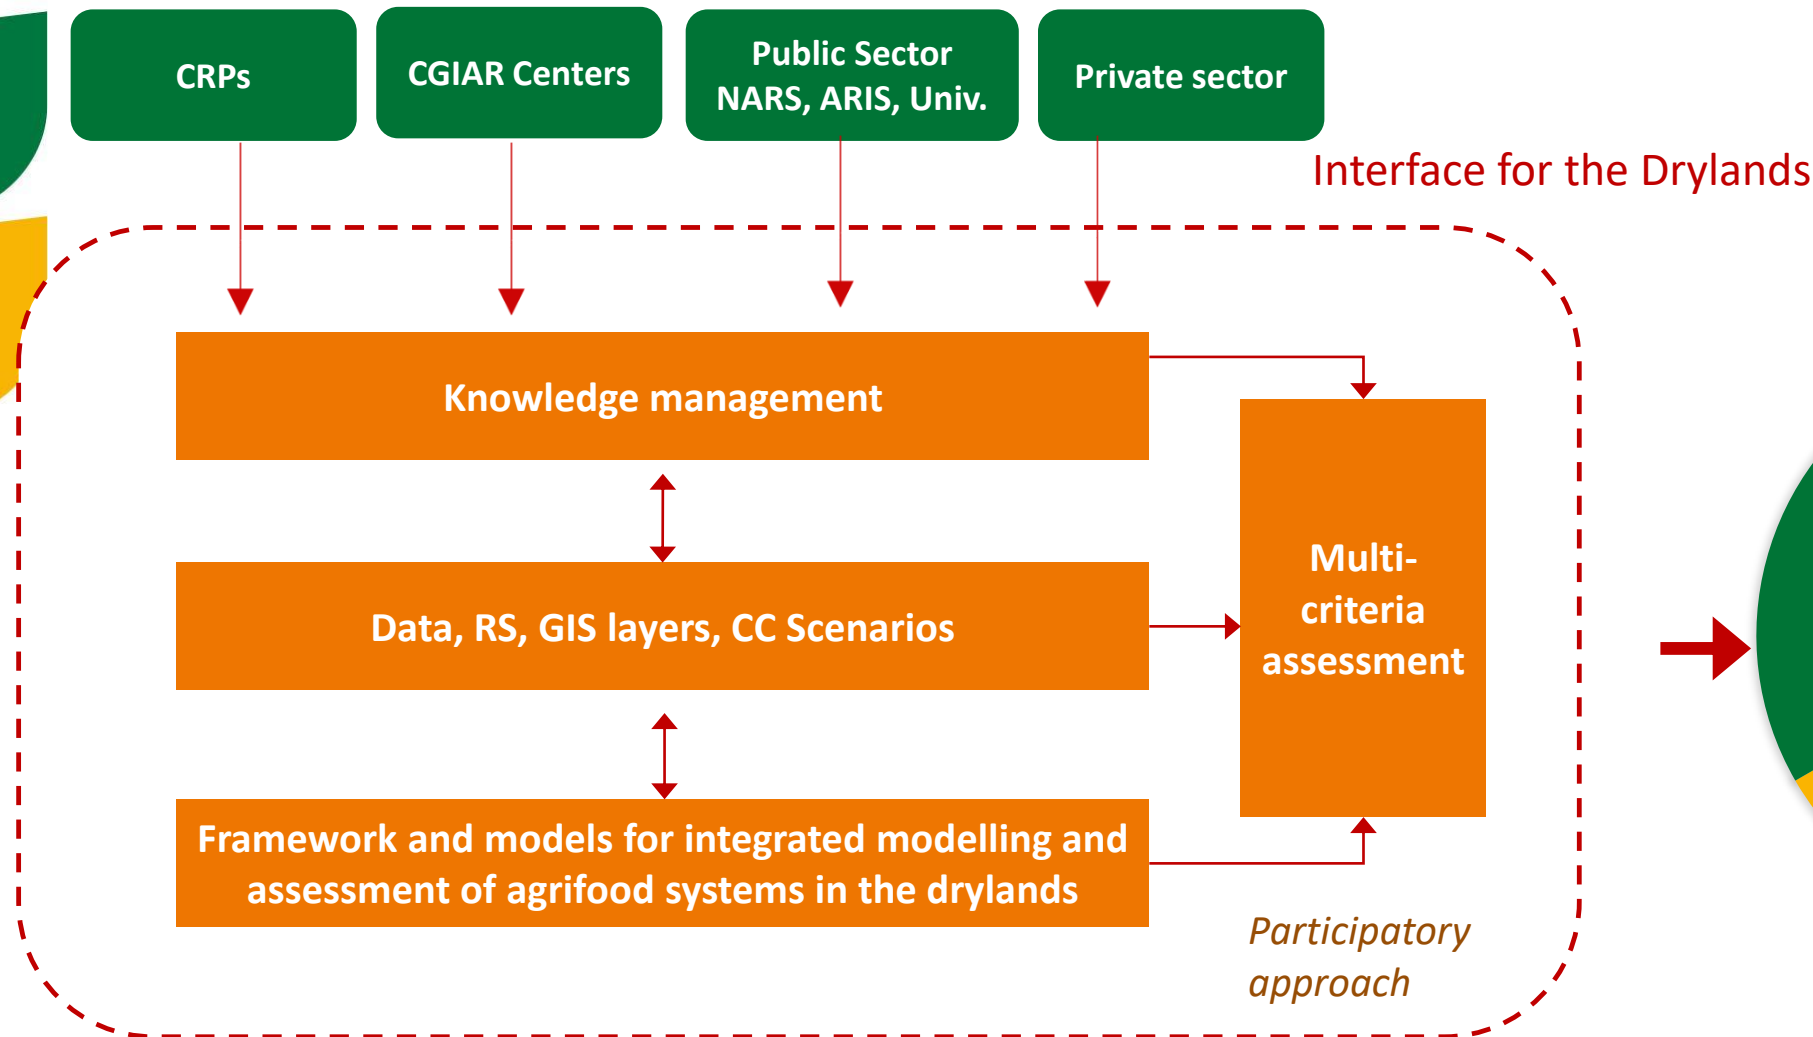 CRPs
CGIAR Centers
Public Sector
NARS, ARIS, Univ.
Private sector
Interface for the Drylands
Knowledge management
Data, RS, GIS layers, CC Scenarios
Framework and models for integrated modelling and
assessment of agrifood systems in the drylands
Multi-
criteria
assessment
Participatory
approach